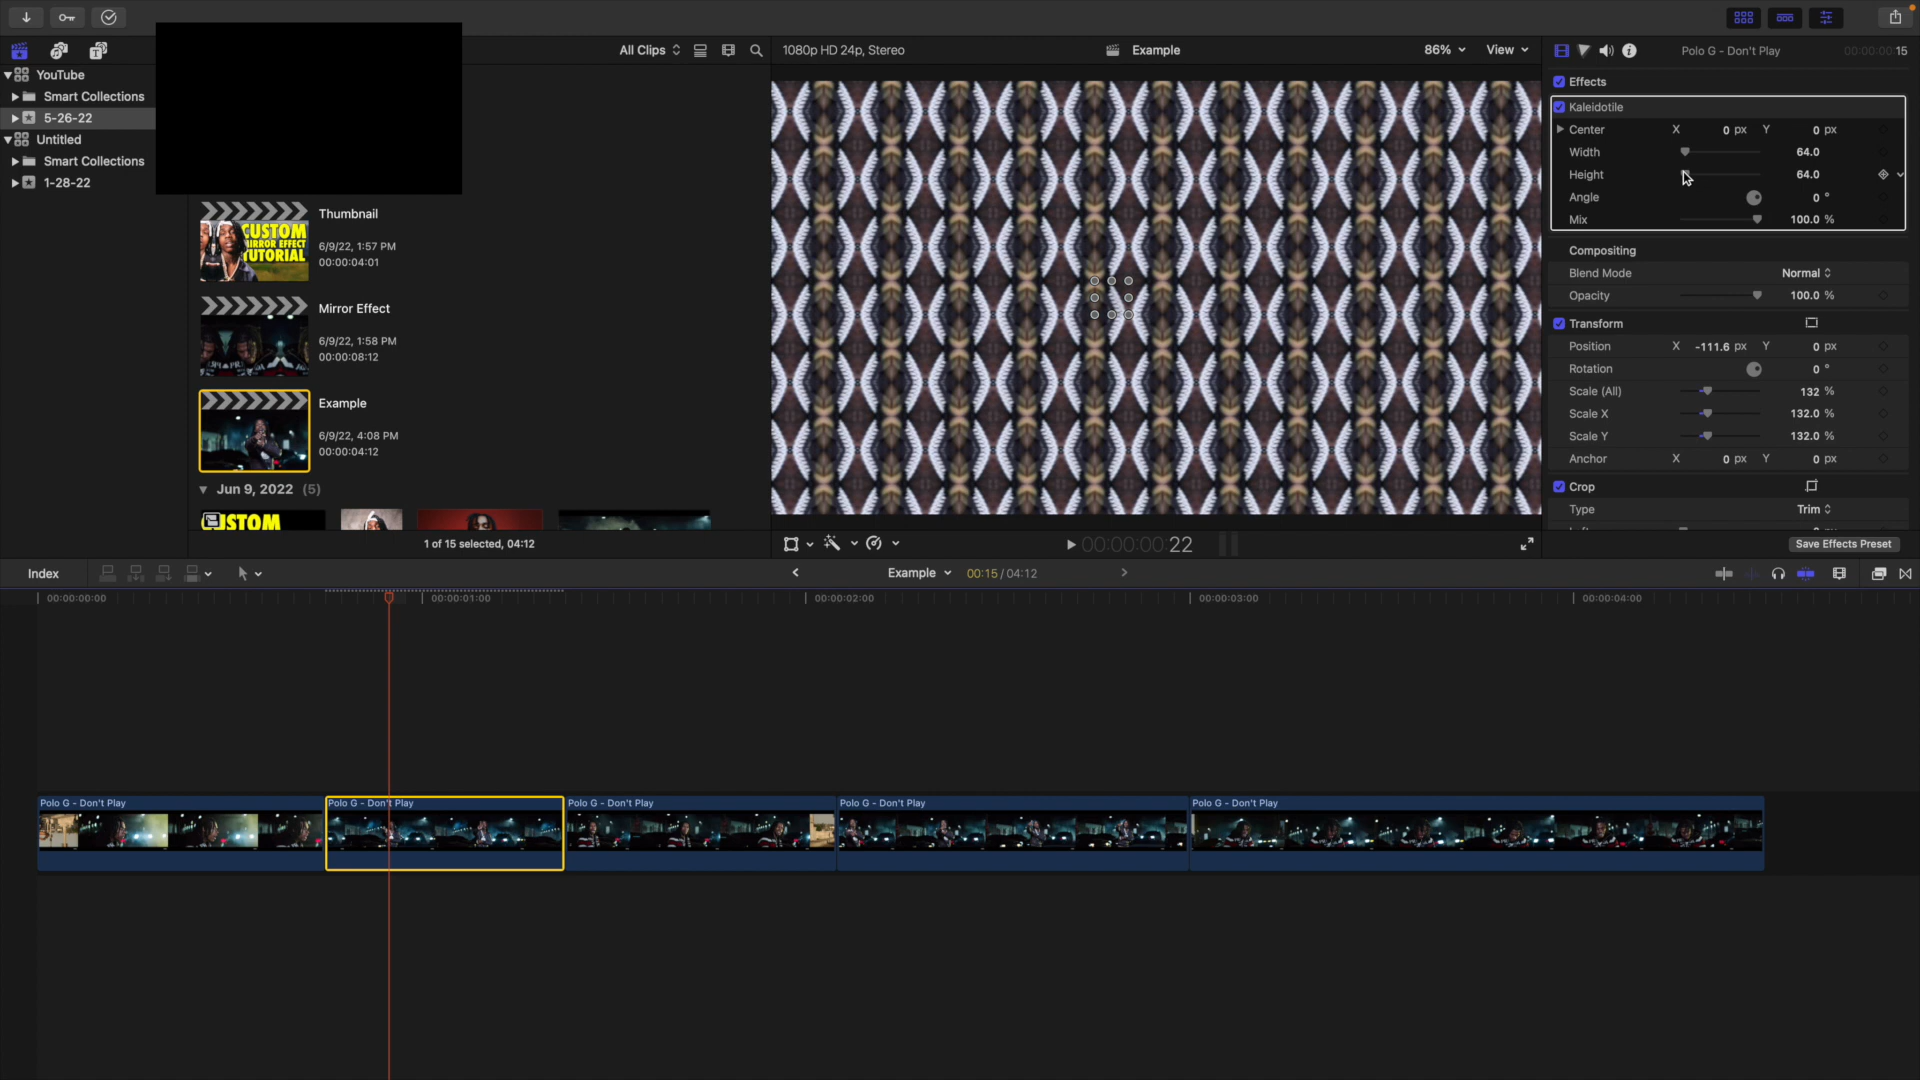 All Clips
1080p HD 24p, Stereo
Example
86%
View
Polo G - Don't Play
00:00:00:15
YouTube
Smart Collections
5-26-22
Untitled
Smart Collections
1-28-22
Thumbnail
6/9/22, 1:57 PM
00:00:04:01
CUSTOM
MIRROR EFFECT
TUTORIAL
Mirror Effect
6/9/22, 1:58 PM
00:00:08:12
Example
6/9/22, 4:08 PM
00:00:04:12
Jun 9, 2022 (5)
1 of 15 selected, 04:12
Effects
Kaleidotile
Center X 0 px Y 0 px
Width 64.0
Height 64.0
Angle 0 °
Mix 100.0 %
Compositing
Blend Mode Normal
Opacity 100.0 %
Transform
Position X -111.6 px Y 0 px
Rotation 0 °
Scale (All) 132 %
Scale X 132.0 %
Scale Y 132.0 %
Anchor X 0 px Y 0 px
Crop
Type Trim
Save Effects Preset
00:00:00:22
Index
Example 00:15 / 04:12
00:00:00:00
00:00:01:00
00:00:02:00
00:00:03:00
00:00:04:00
Polo G - Don't Play
Polo G - Don't Play
Polo G - Don't Play
Polo G - Don't Play
Polo G - Don't Play